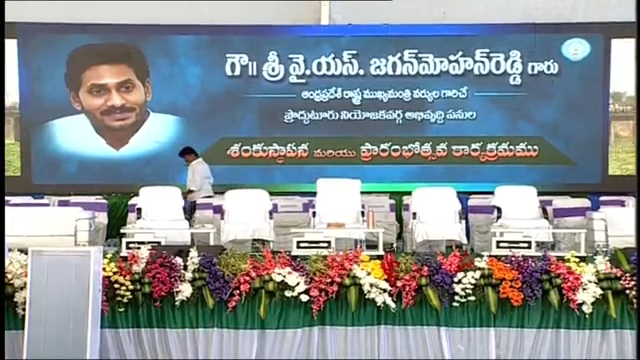 గౌ॥ శ్రీ వై.యస్. జగన్‌మోహన్‌రెడ్డి గారు
ఆంధ్రప్రదేశ్ రాష్ట్ర ముఖ్యమంత్రి వర్యుల గారిచే
ప్రొద్దుటూరు నియోజకవర్గ అభివృద్ధి పనుల
శంకుస్థాపన మరియు ప్రారంభోత్సవ కార్యక్రమము